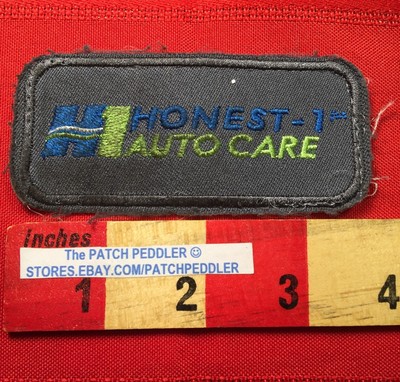 H1 HONEST-1
AUTO CARE
inches
The PATCH PEDDLER ☺
STORES.EBAY.COM/PATCHPEDDLER
1 2 3 4